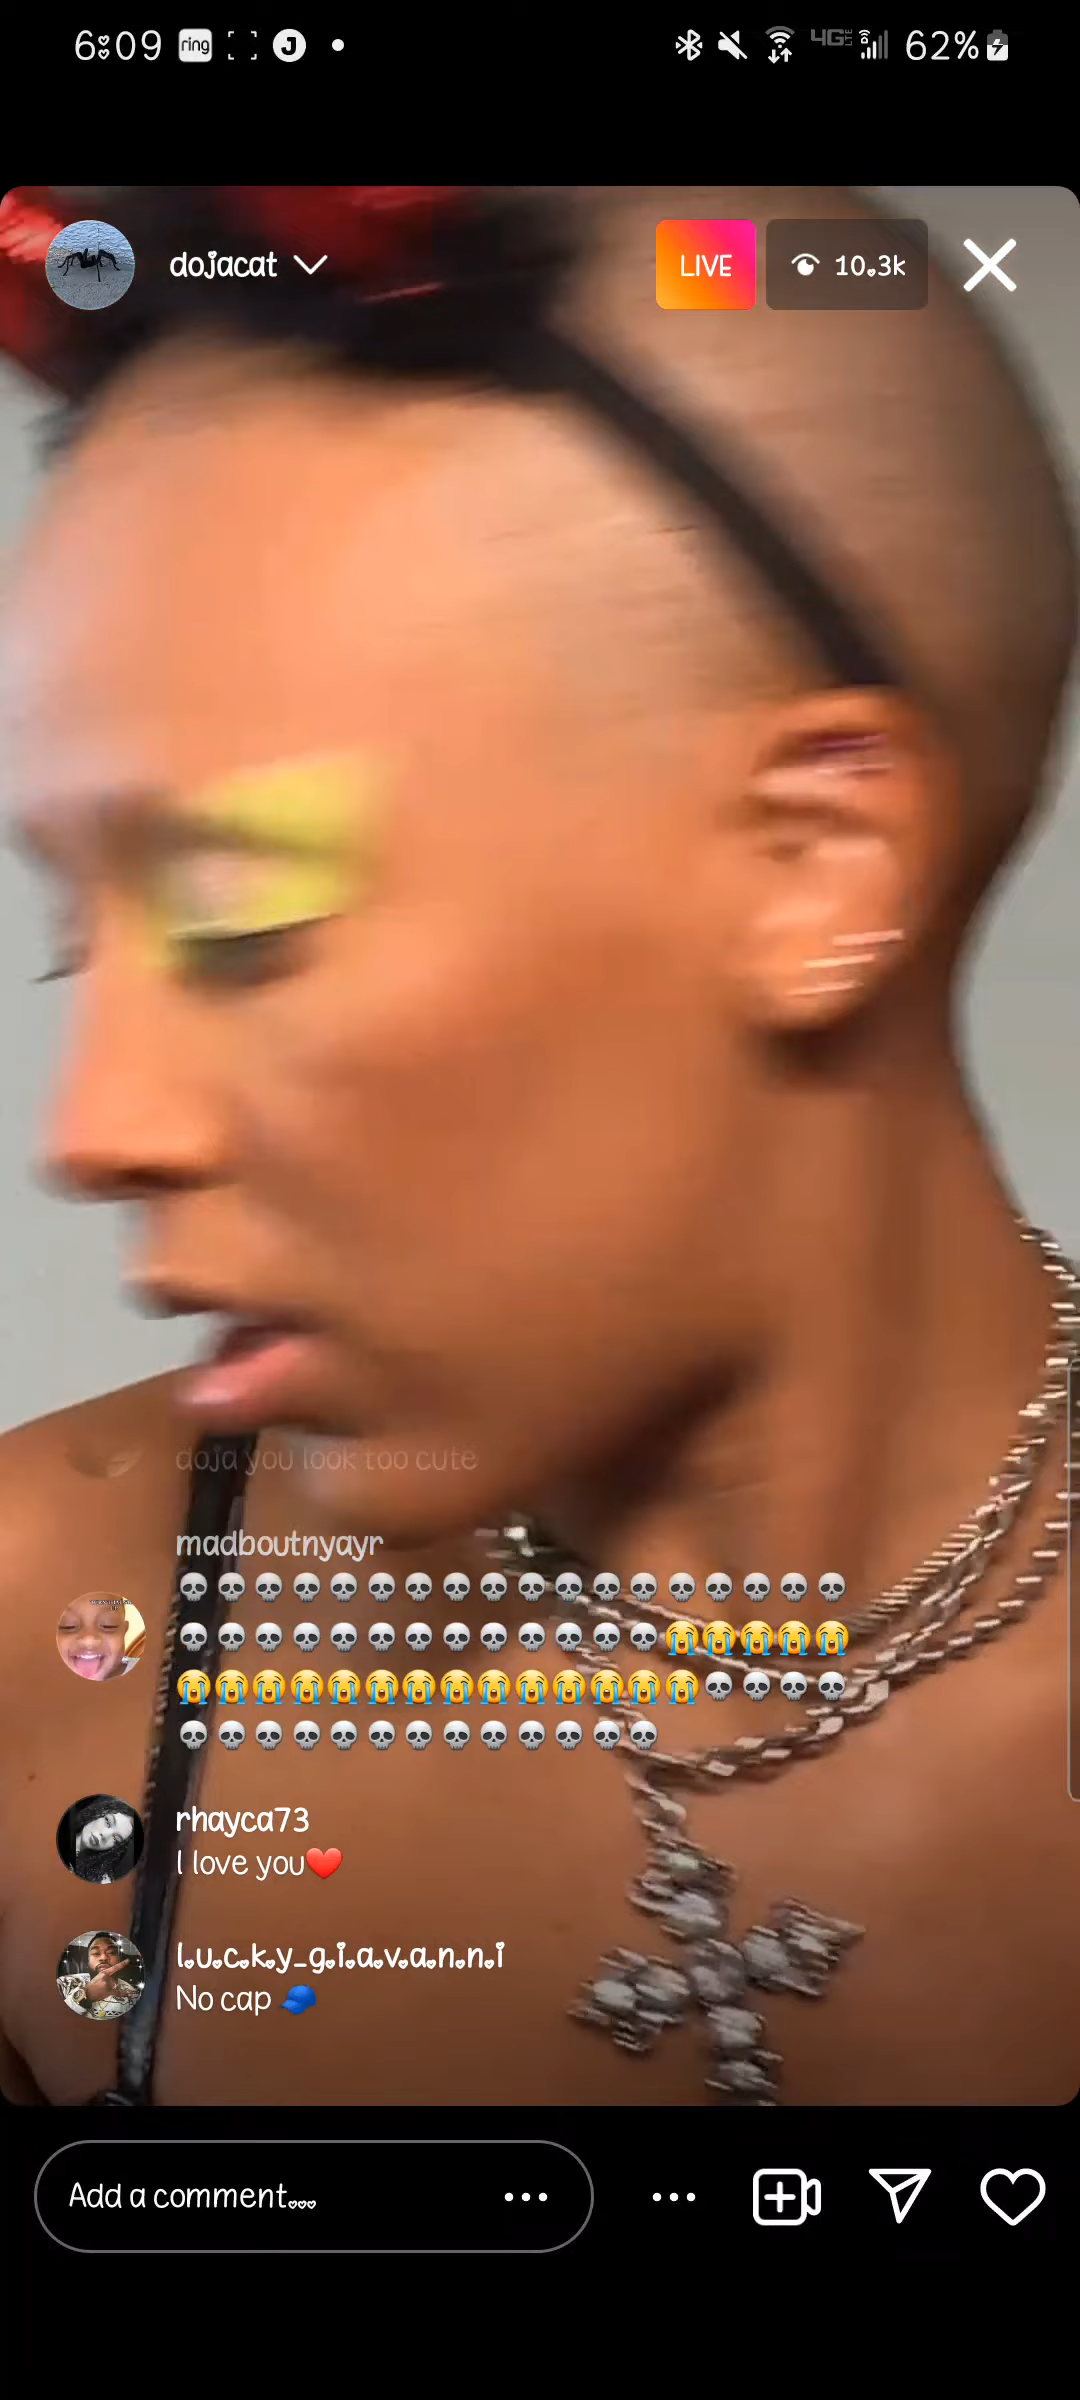 6:09 ring J 4G LTE 62%
dojacat LIVE 10.3k
doja you look too cute
madboutnyayr
💀💀💀💀💀💀💀💀💀💀💀💀💀💀💀💀💀💀
💀💀💀💀💀💀💀💀💀💀💀💀💀😭😭😭😭😭
😭😭😭😭😭😭😭😭😭😭😭😭😭😭💀💀💀💀
💀💀💀💀💀💀💀💀💀💀💀💀💀
rhayca73
I love you❤️
l.u.c.k.y_g.i.a.v.a.n.n.i
No cap 🧢
Add a comment...